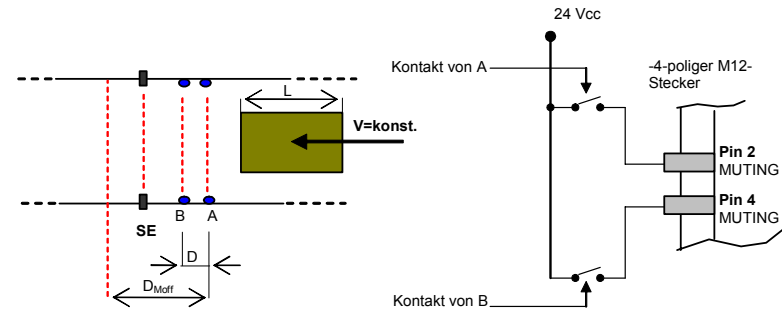 24 Vcc
Kontakt von A
-4-poliger M12-
Stecker
L
V=konst.
Pin 2
MUTING
Pin 4
MUTING
B
A
SE
D
DMoff
Kontakt von B